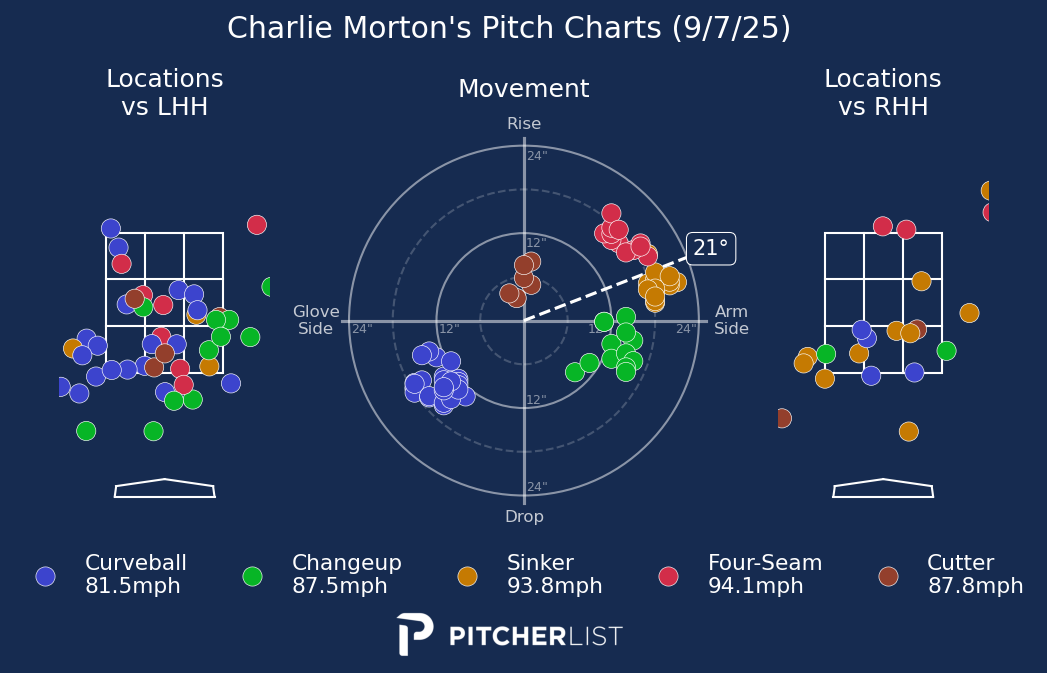 Charlie Morton's Pitch Charts (9/7/25)
Locations
vs LHH
Movement
Locations
vs RHH
Rise
24"
12"
21°
Glove
Side
24"
12"
12"
24"
Arm
Side
12"
24"
Drop
Curveball
81.5mph
Changeup
87.5mph
Sinker
93.8mph
Four-Seam
94.1mph
Cutter
87.8mph
PITCHERLIST